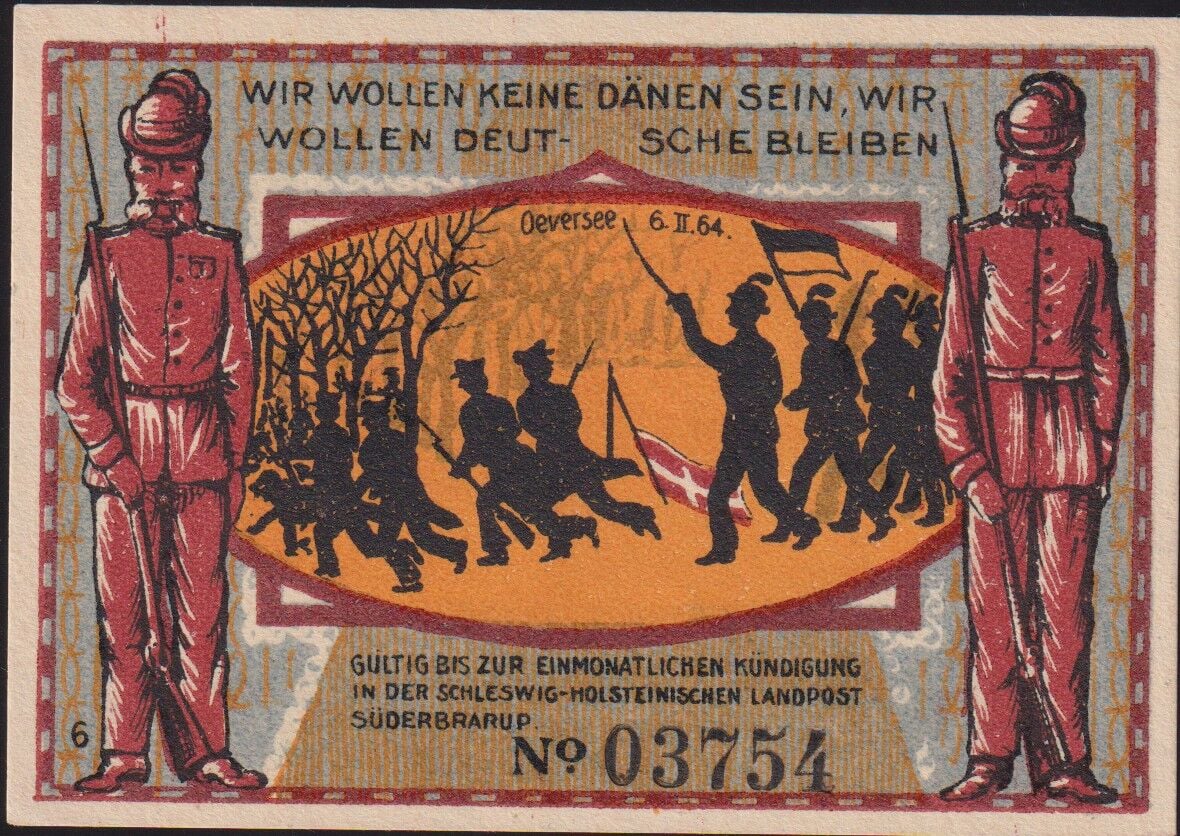 WIR WOLLEN KEINE DÄNEN SEIN, WIR
WOLLEN DEUT- SCHE BLEIBEN
Oeversee 6.II.64.
GÜLTIG BIS ZUR EINMONATLICHEN KÜNDIGUNG
IN DER SCHLESWIG-HOLSTEINISCHEN LANDPOST
SÜDERBRARUP.
6
No 03754